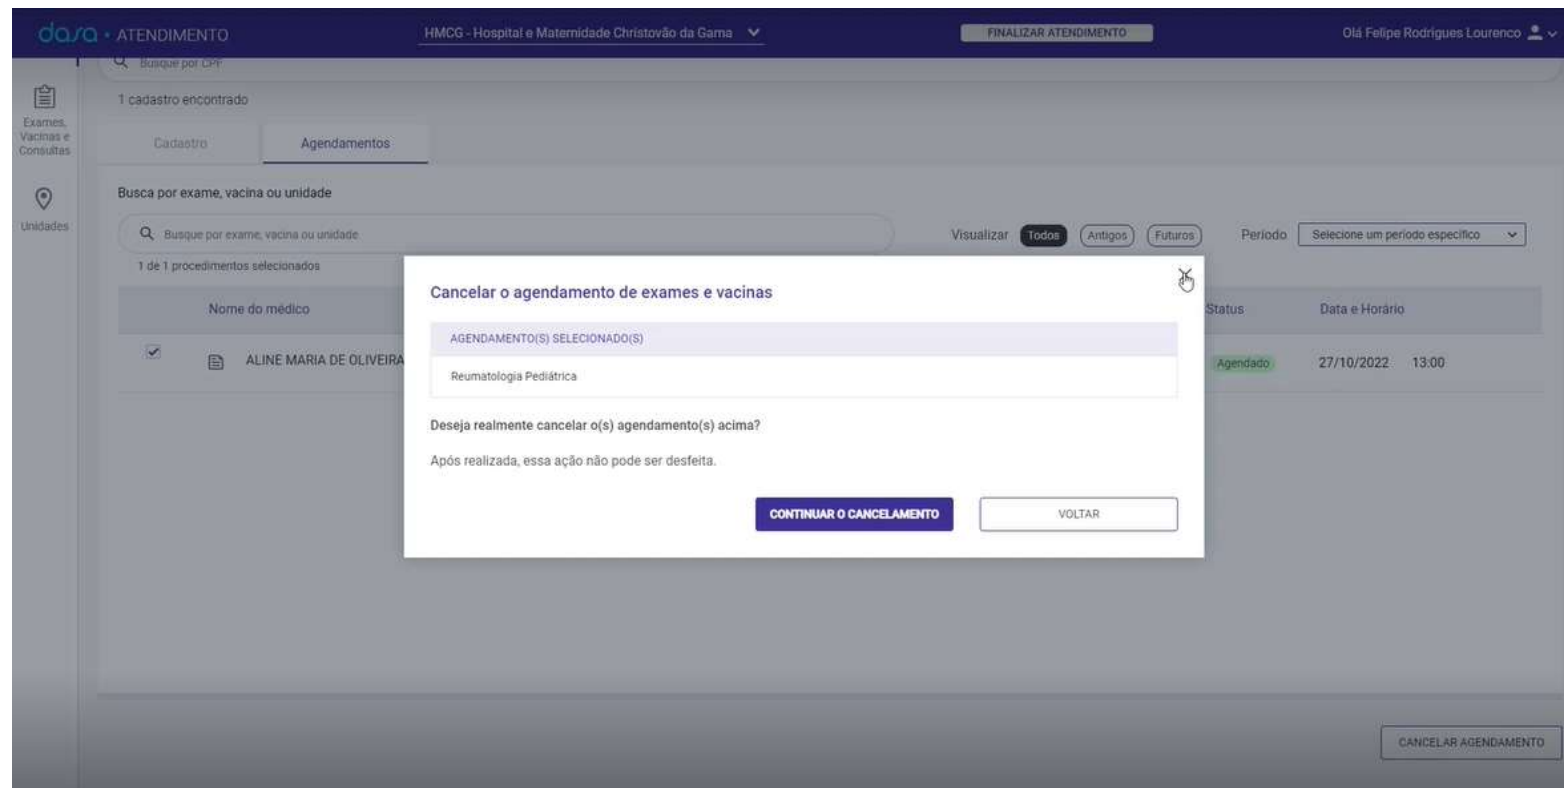 dasa • ATENDIMENTO
HMCG - Hospital e Maternidade Christovão da Gama
FINALIZAR ATENDIMENTO
Olá Felipe Rodrigues Lourenco
Busque por CPF
1 cadastro encontrado
Exames,
Vacinas e
Consultas
Unidades
Cadastro
Agendamentos
Busca por exame, vacina ou unidade
Busque por exame, vacina ou unidade
Visualizar Todos Antigos Futuros
Período Selecione um período específico
1 de 1 procedimentos selecionados
Nome do médico
Status
Data e Horário
ALINE MARIA DE OLIVEIRA
Agendado
27/10/2022 13:00
Cancelar o agendamento de exames e vacinas
AGENDAMENTO(S) SELECIONADO(S)
Reumatologia Pediátrica
Deseja realmente cancelar o(s) agendamento(s) acima?
Após realizada, essa ação não pode ser desfeita.
CONTINUAR O CANCELAMENTO
VOLTAR
CANCELAR AGENDAMENTO